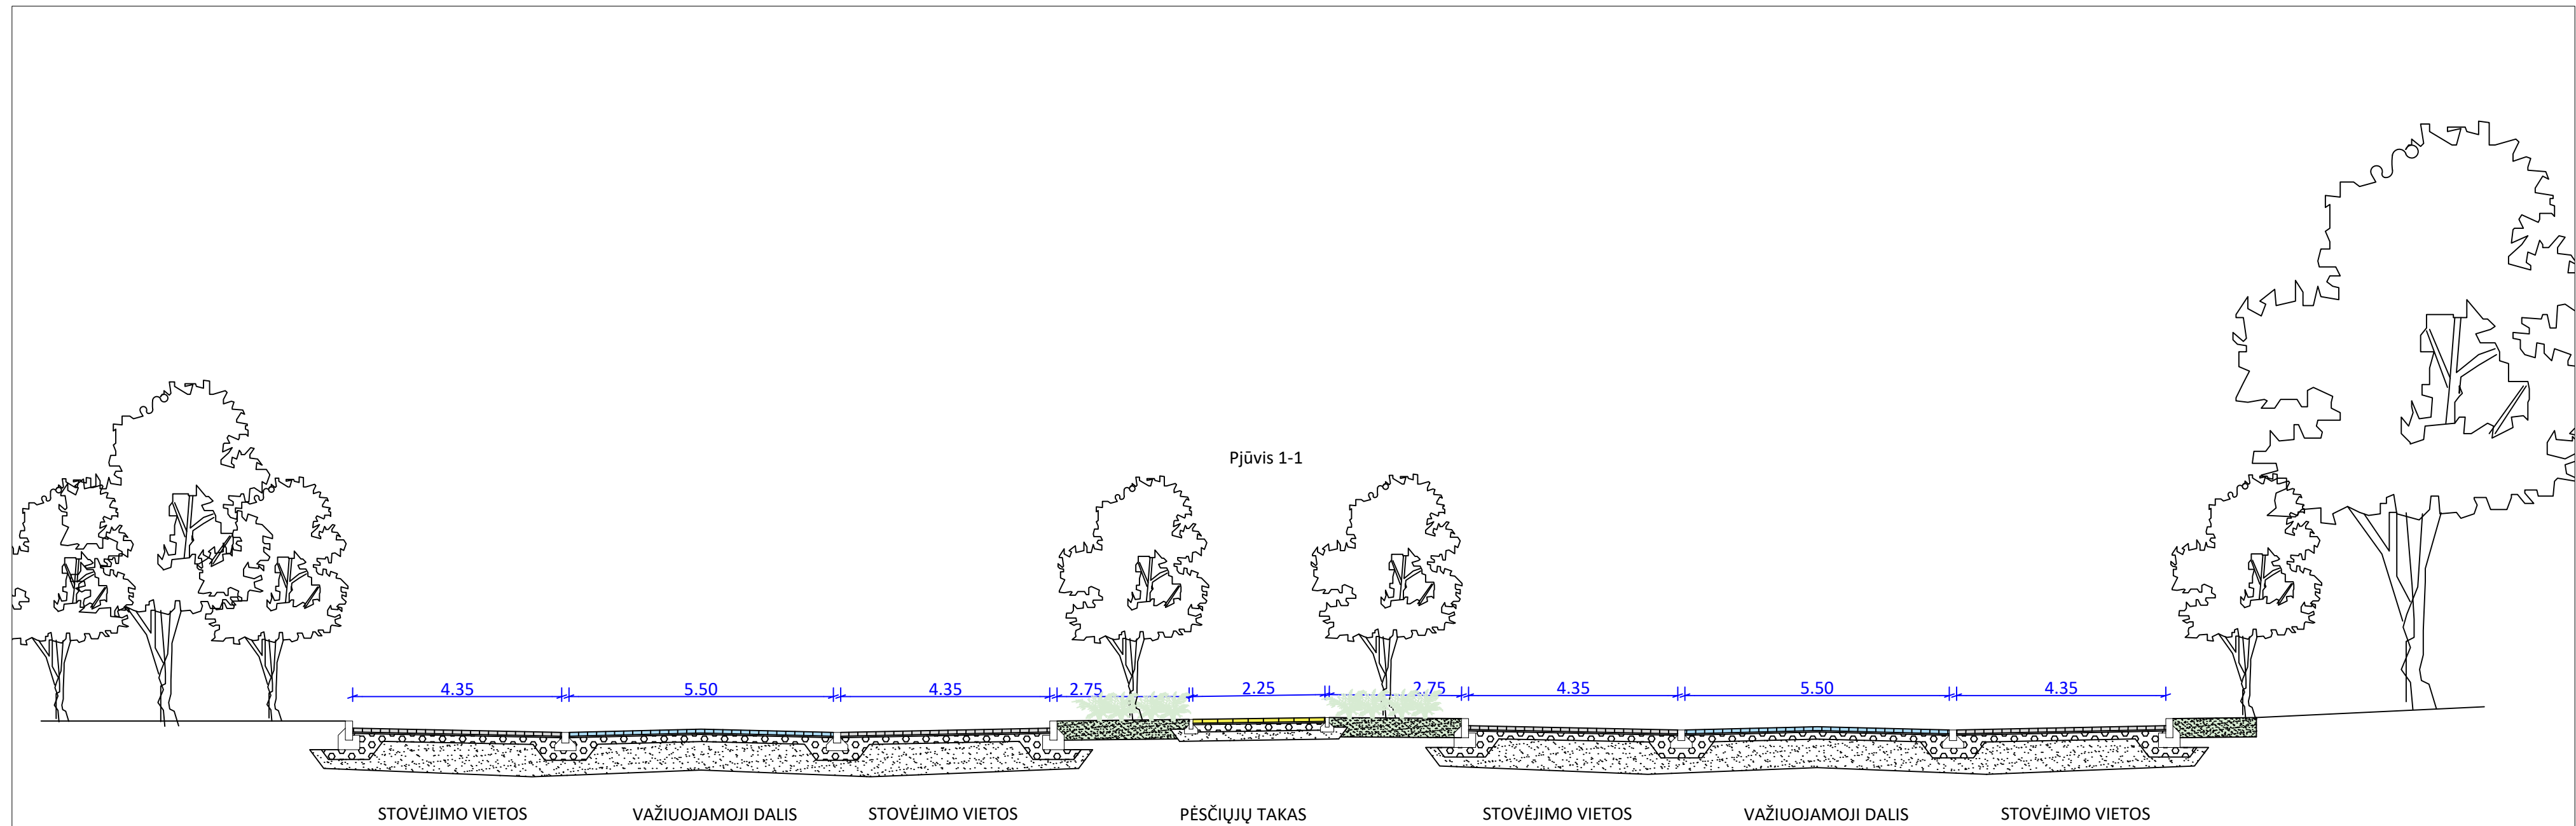 Pjūvis 1-1
4.35 5.50 4.35 2.75 2.25 2.75 4.35 5.50 4.35
STOVĖJIMO VIETOS VAŽIUOJAMOJI DALIS STOVĖJIMO VIETOS PĖSČIŲJŲ TAKAS STOVĖJIMO VIETOS VAŽIUOJAMOJI DALIS STOVĖJIMO VIETOS